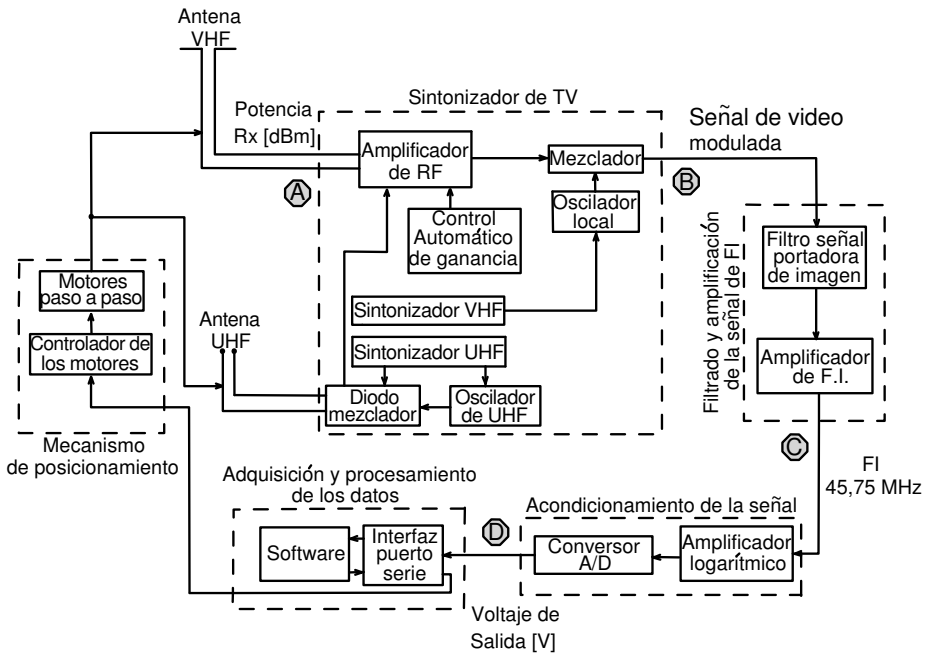 Antena
VHF
Potencia
Rx [dBm]
Sintonizador de TV
Amplificador
de RF
Mezclador
Señal de video
modulada
A
B
Oscilador
local
Control
Automático
de ganancia
Filtrado y amplificación
de la señal de FI
Filtro señal
portadora
de imagen
Motores
paso a paso
Controlador de
los motores
Mecanismo
de posicionamiento
Antena
UHF
Sintonizador VHF
Sintonizador UHF
Diodo
mezclador
Oscilador
de UHF
Amplificador
de F.I.
C
FI
45,75 MHz
Adquisición y procesamiento
de los datos
Software
Interfaz
puerto
serie
D
Acondicionamiento de la señal
Conversor
A/D
Amplificador
logarítmico
Voltaje de
Salida [V]